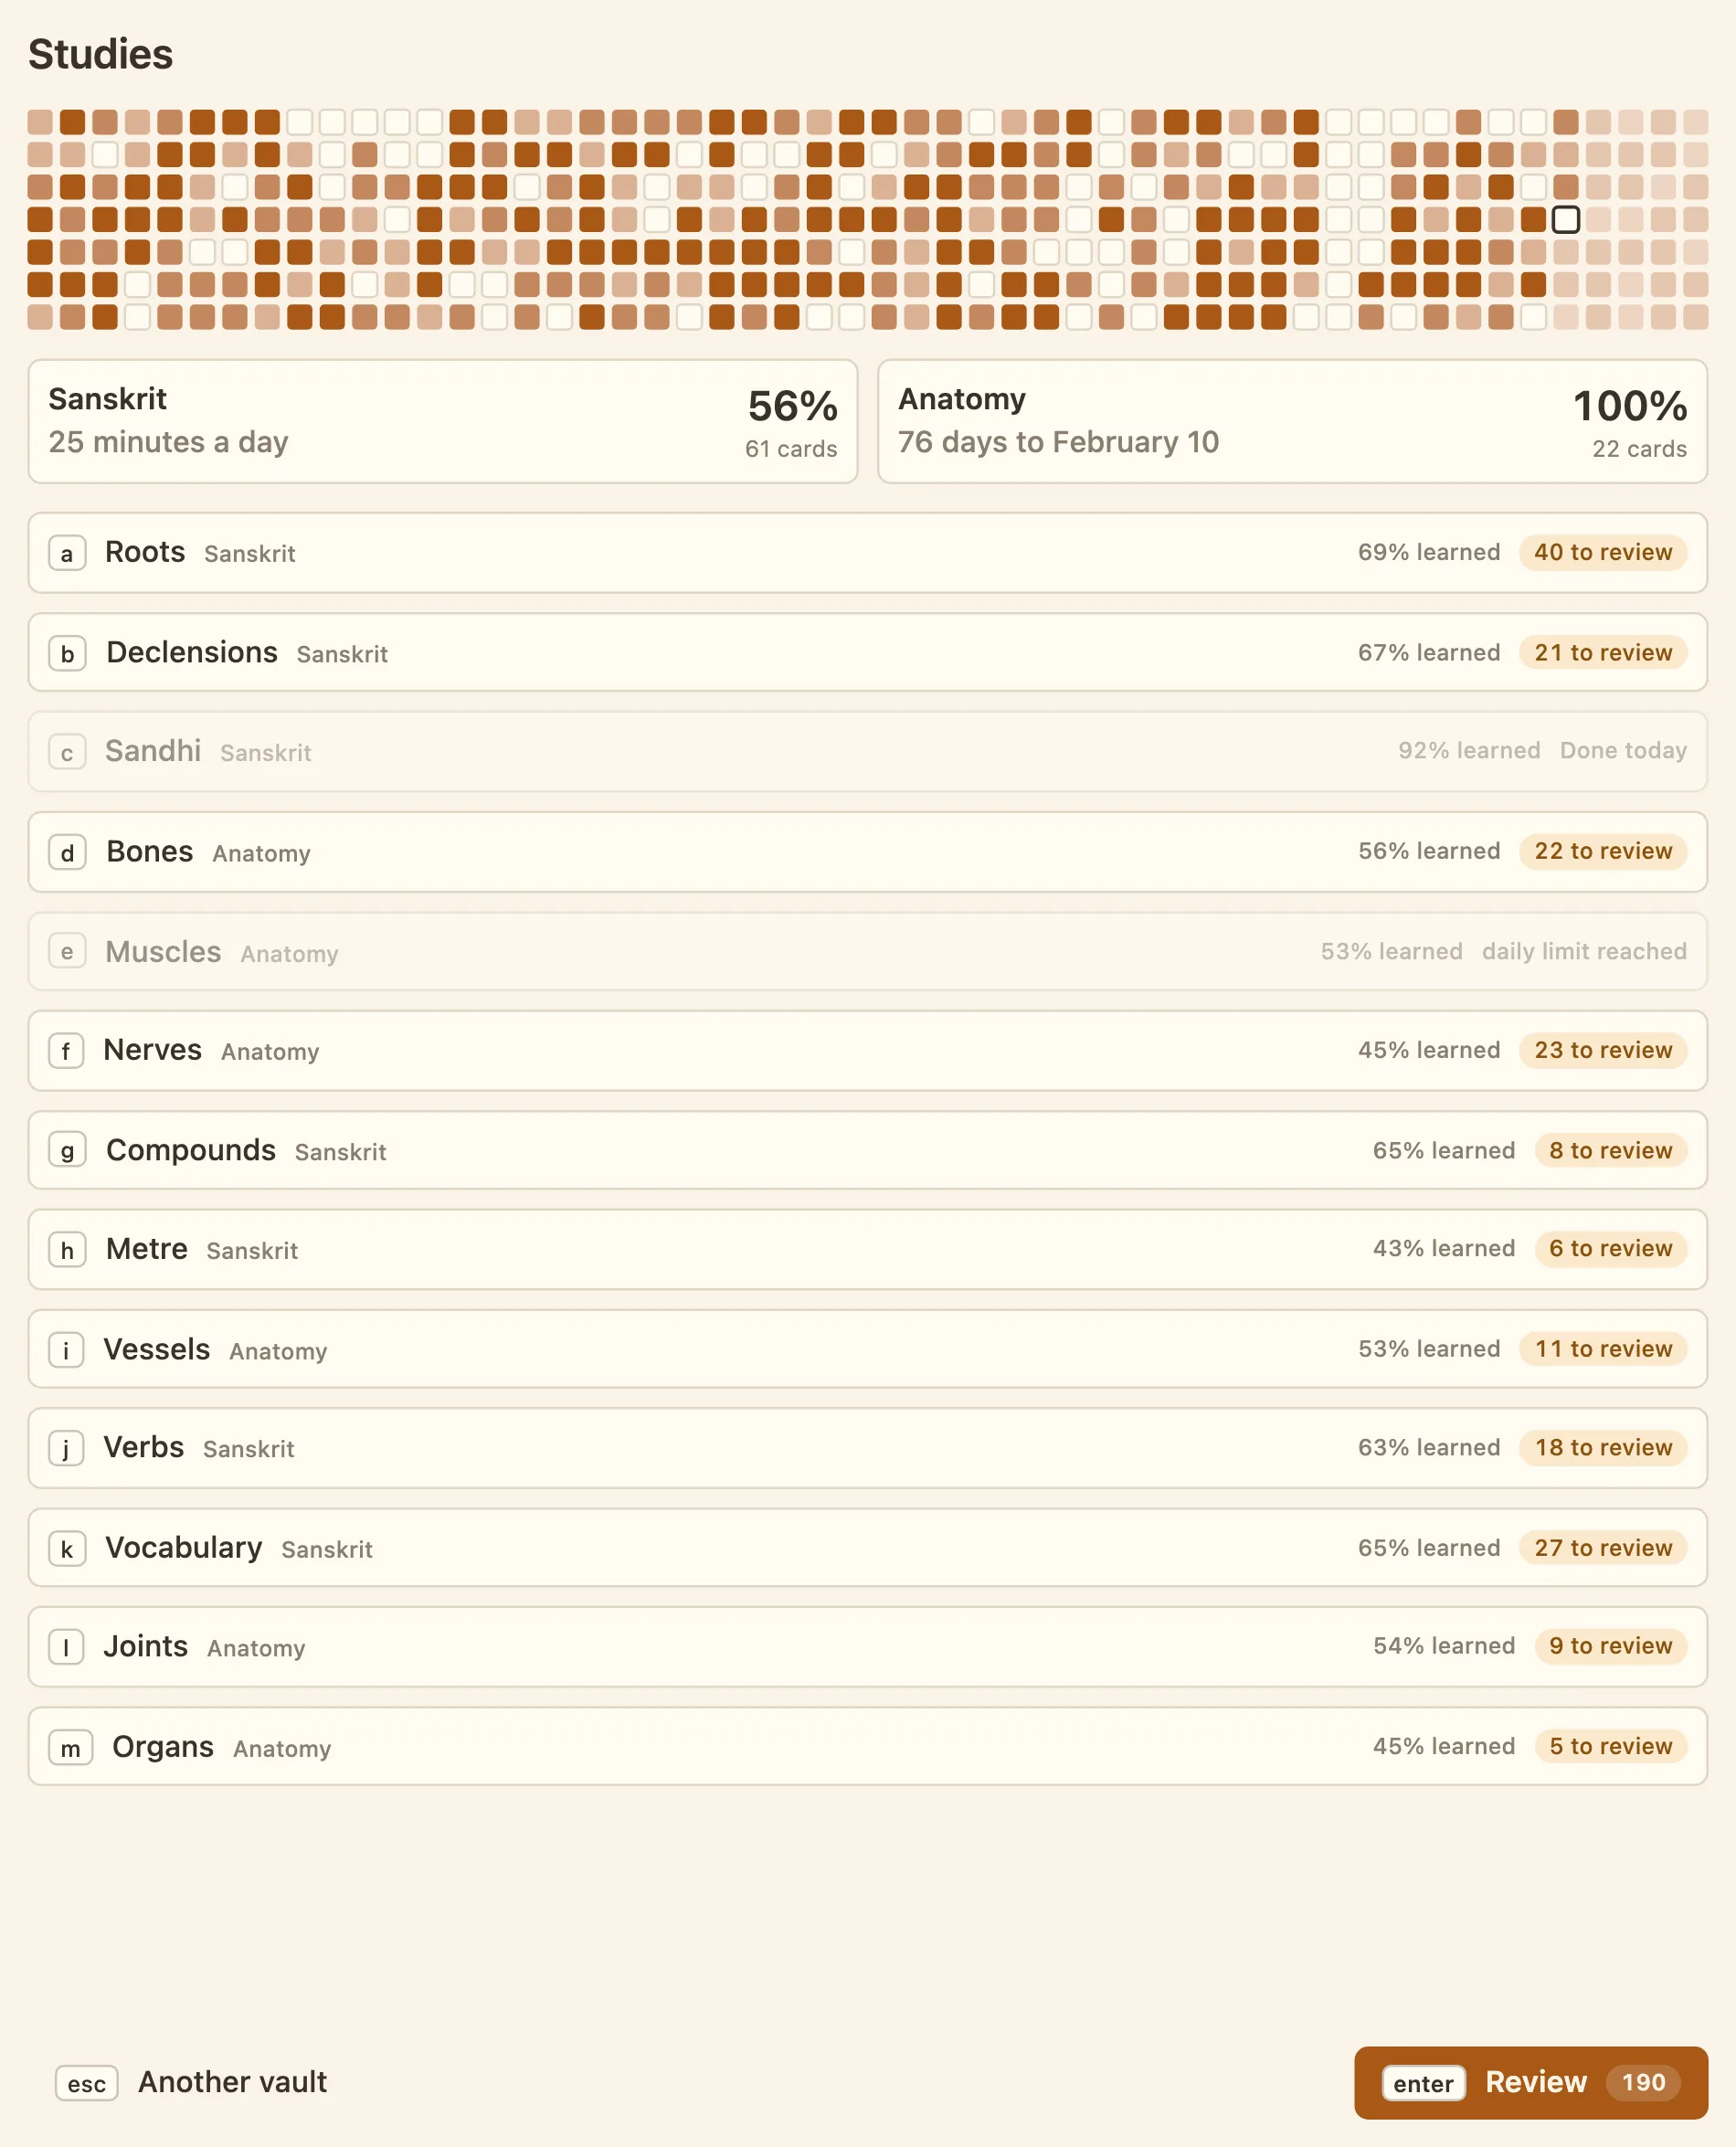 Studies
Sanskrit
25 minutes a day
56%
61 cards
Anatomy
76 days to February 10
100%
22 cards
a Roots Sanskrit 69% learned 40 to review
b Declensions Sanskrit 67% learned 21 to review
c Sandhi Sanskrit 92% learned Done today
d Bones Anatomy 56% learned 22 to review
e Muscles Anatomy 53% learned daily limit reached
f Nerves Anatomy 45% learned 23 to review
g Compounds Sanskrit 65% learned 8 to review
h Metre Sanskrit 43% learned 6 to review
i Vessels Anatomy 53% learned 11 to review
j Verbs Sanskrit 63% learned 18 to review
k Vocabulary Sanskrit 65% learned 27 to review
l Joints Anatomy 54% learned 9 to review
m Organs Anatomy 45% learned 5 to review
esc Another vault enter Review 190